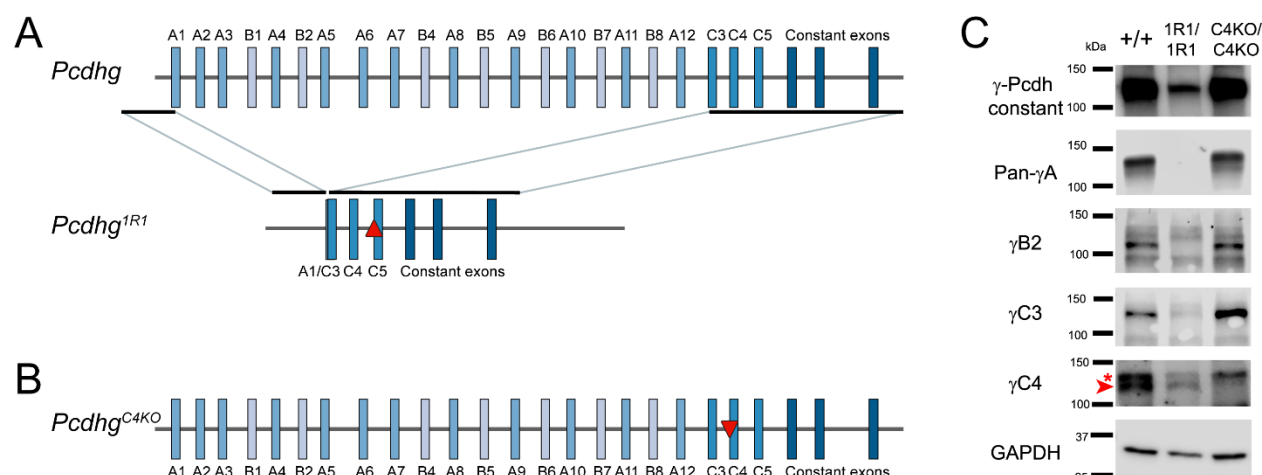 A
A1 A2 A3 B1 A4 B2 A5 A6 A7 B4 A8 B5 A9 B6 A10 B7 A11 B8 A12 C3 C4 C5 Constant exons
Pcdhg
Pcdhg1R1
A1/C3 C4 C5 Constant exons
B
PcdhgC4KO
A1 A2 A3 B1 A4 B2 A5 A6 A7 B4 A8 B5 A9 B6 A10 B7 A11 B8 A12 C3 C4 C5 Constant exons
C
kDa +/+ 1R1/ 1R1 C4KO/ C4KO
γ-Pcdh constant 150 100
Pan-γA 150 100
γB2 150 100
γC3 150 100
γC4 150 * 100
GAPDH 37